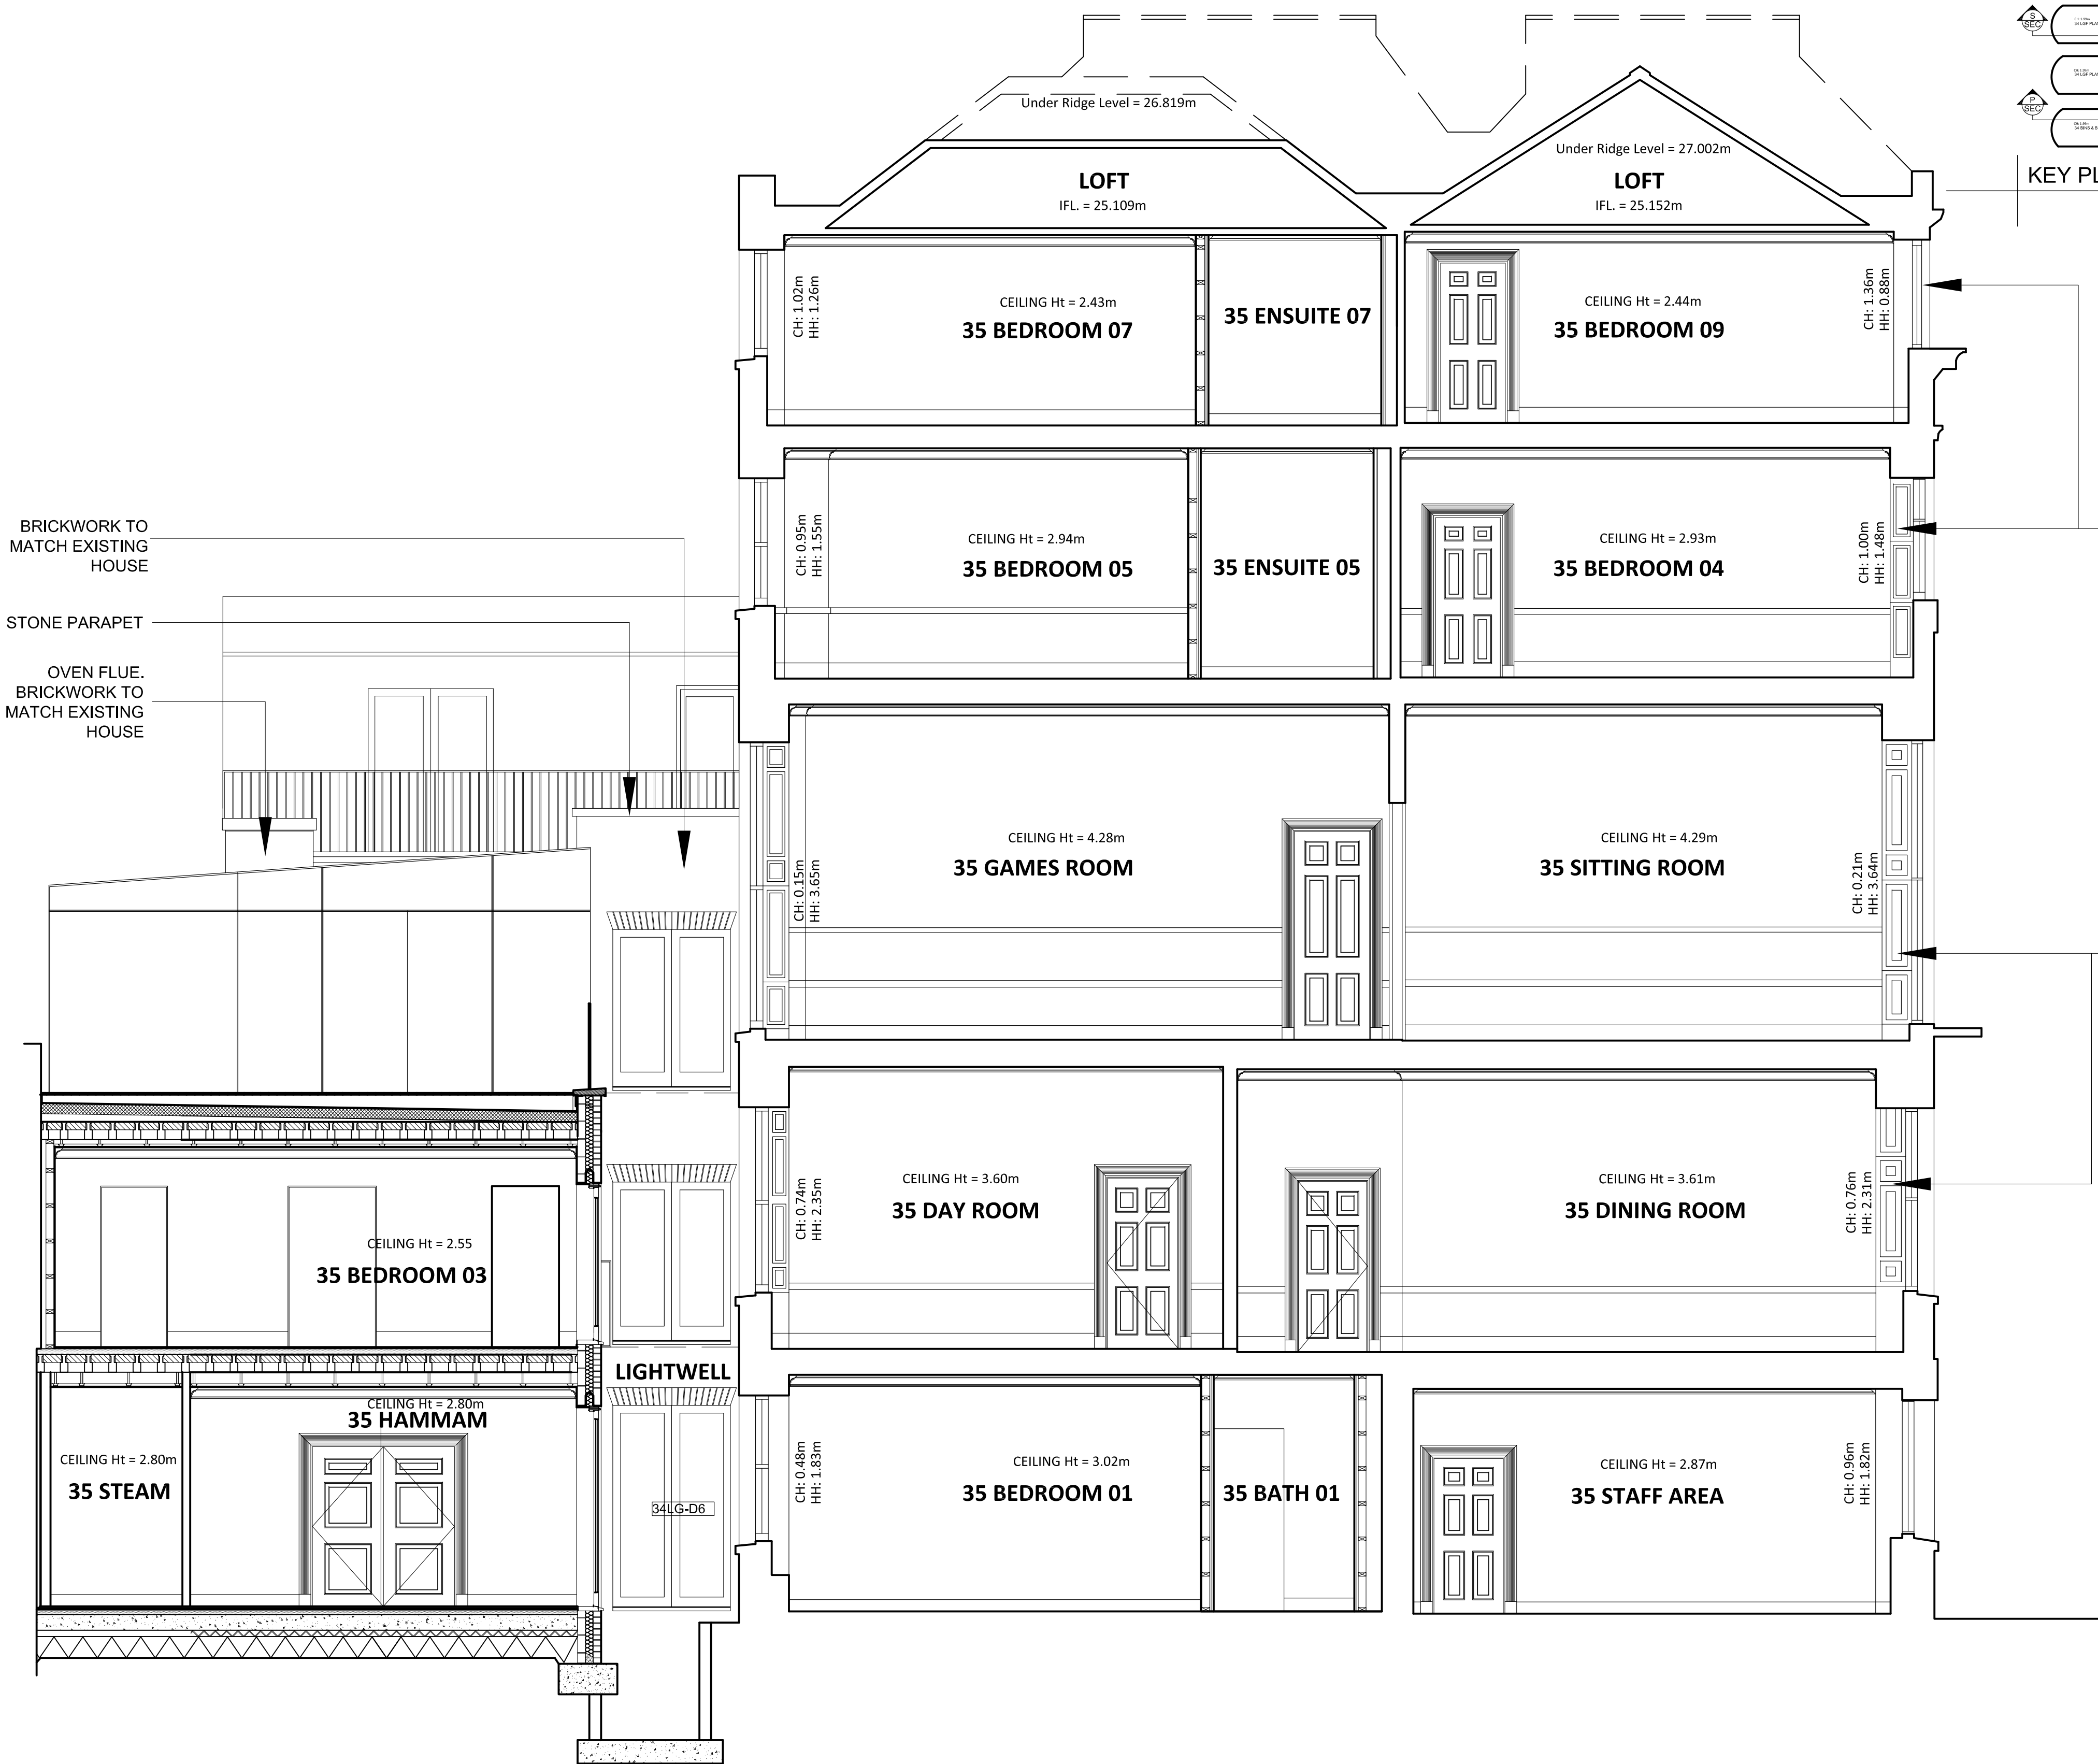 S
SEC
P
SEC
KEY PL
Under Ridge Level = 26.819m
LOFT
IFL. = 25.109m
Under Ridge Level = 27.002m
LOFT
IFL. = 25.152m
CH: 1.02m
HH: 1.26m
CEILING Ht = 2.43m
35 BEDROOM 07
35 ENSUITE 07
CEILING Ht = 2.44m
35 BEDROOM 09
CH: 1.36m
HH: 0.88m
BRICKWORK TO
MATCH EXISTING
HOUSE
STONE PARAPET
OVEN FLUE.
BRICKWORK TO
MATCH EXISTING
HOUSE
CH: 0.95m
HH: 1.55m
CEILING Ht = 2.94m
35 BEDROOM 05
35 ENSUITE 05
CEILING Ht = 2.93m
35 BEDROOM 04
CH: 1.00m
HH: 1.48m
CH: 0.15m
HH: 3.65m
CEILING Ht = 4.28m
35 GAMES ROOM
CEILING Ht = 4.29m
35 SITTING ROOM
CH: 0.21m
HH: 3.64m
CEILING Ht = 2.55
35 BEDROOM 03
CH: 0.74m
HH: 2.35m
CEILING Ht = 3.60m
35 DAY ROOM
CEILING Ht = 3.61m
35 DINING ROOM
CH: 0.76m
HH: 2.31m
LIGHTWELL
CEILING Ht = 2.80m
35 HAMMAM
CEILING Ht = 2.80m
35 STEAM
34LG-D6
CH: 0.48m
HH: 1.83m
CEILING Ht = 3.02m
35 BEDROOM 01
35 BATH 01
CEILING Ht = 2.87m
35 STAFF AREA
CH: 0.96m
HH: 1.82m